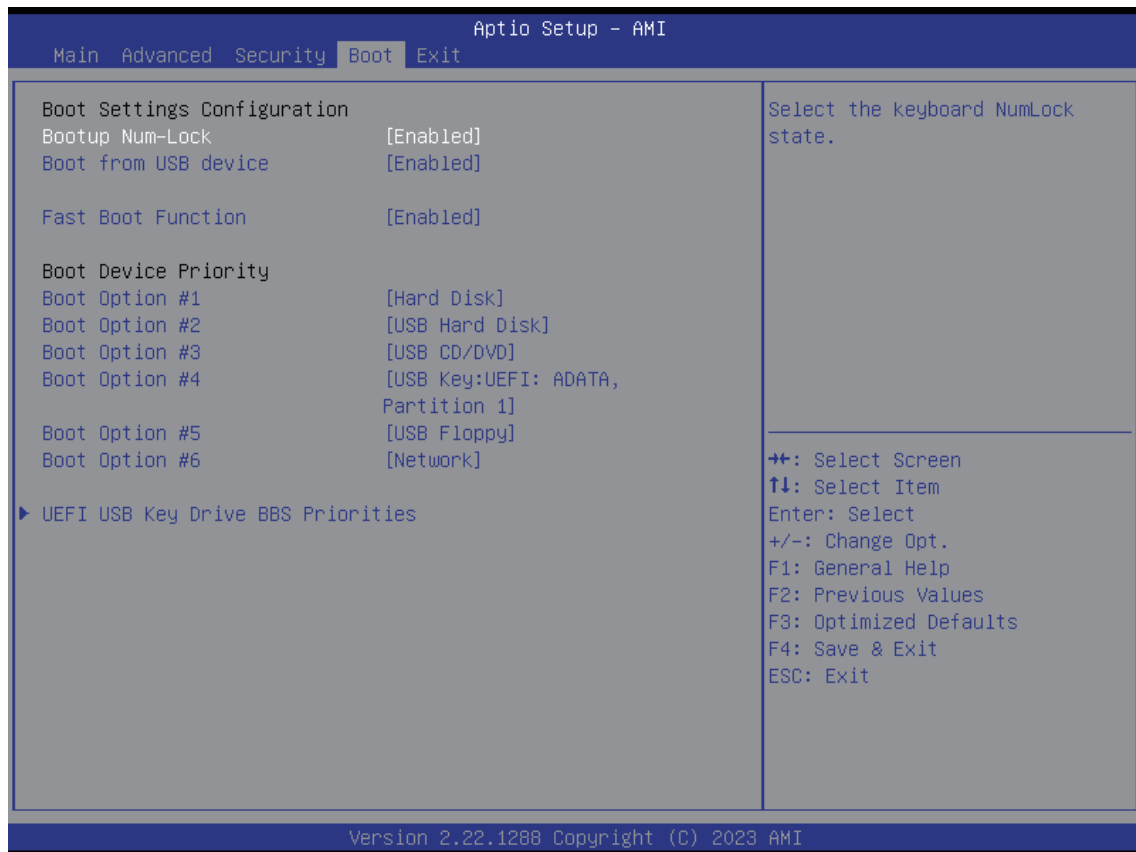 Aptio Setup – AMI
Main Advanced Security Boot Exit
Boot Settings Configuration
Bootup Num-Lock [Enabled]
Boot from USB device [Enabled]
Fast Boot Function [Enabled]
Boot Device Priority
Boot Option #1 [Hard Disk]
Boot Option #2 [USB Hard Disk]
Boot Option #3 [USB CD/DVD]
Boot Option #4 [USB Key:UEFI: ADATA,
Partition 1]
Boot Option #5 [USB Floppy]
Boot Option #6 [Network]
UEFI USB Key Drive BBS Priorities
Select the keyboard NumLock
state.
→←: Select Screen
↑↓: Select Item
Enter: Select
+/-: Change Opt.
F1: General Help
F2: Previous Values
F3: Optimized Defaults
F4: Save & Exit
ESC: Exit
Version 2.22.1288 Copyright (C) 2023 AMI